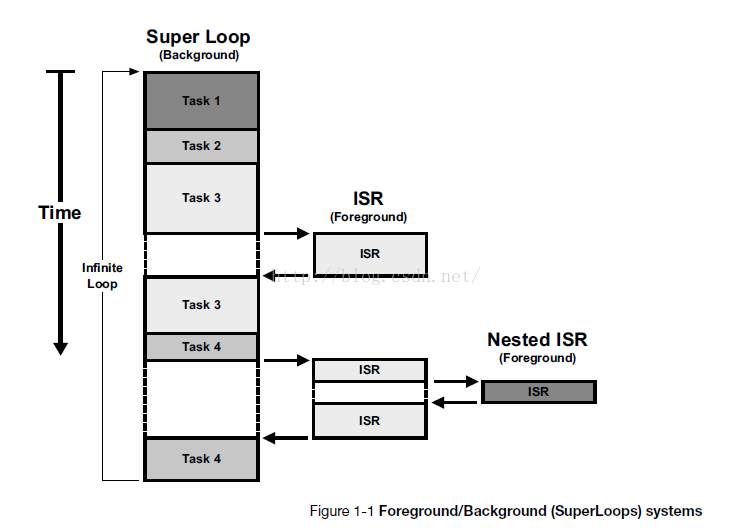 Super Loop
(Background)
Task 1
Task 2
Task 3
Time
ISR
(Foreground)
ISR
Infinite
Loop
http://blog.csdn.net/
Task 3
Task 4
Nested ISR
(Foreground)
ISR
ISR
ISR
Task 4
Figure 1-1 Foreground/Background (SuperLoops) systems